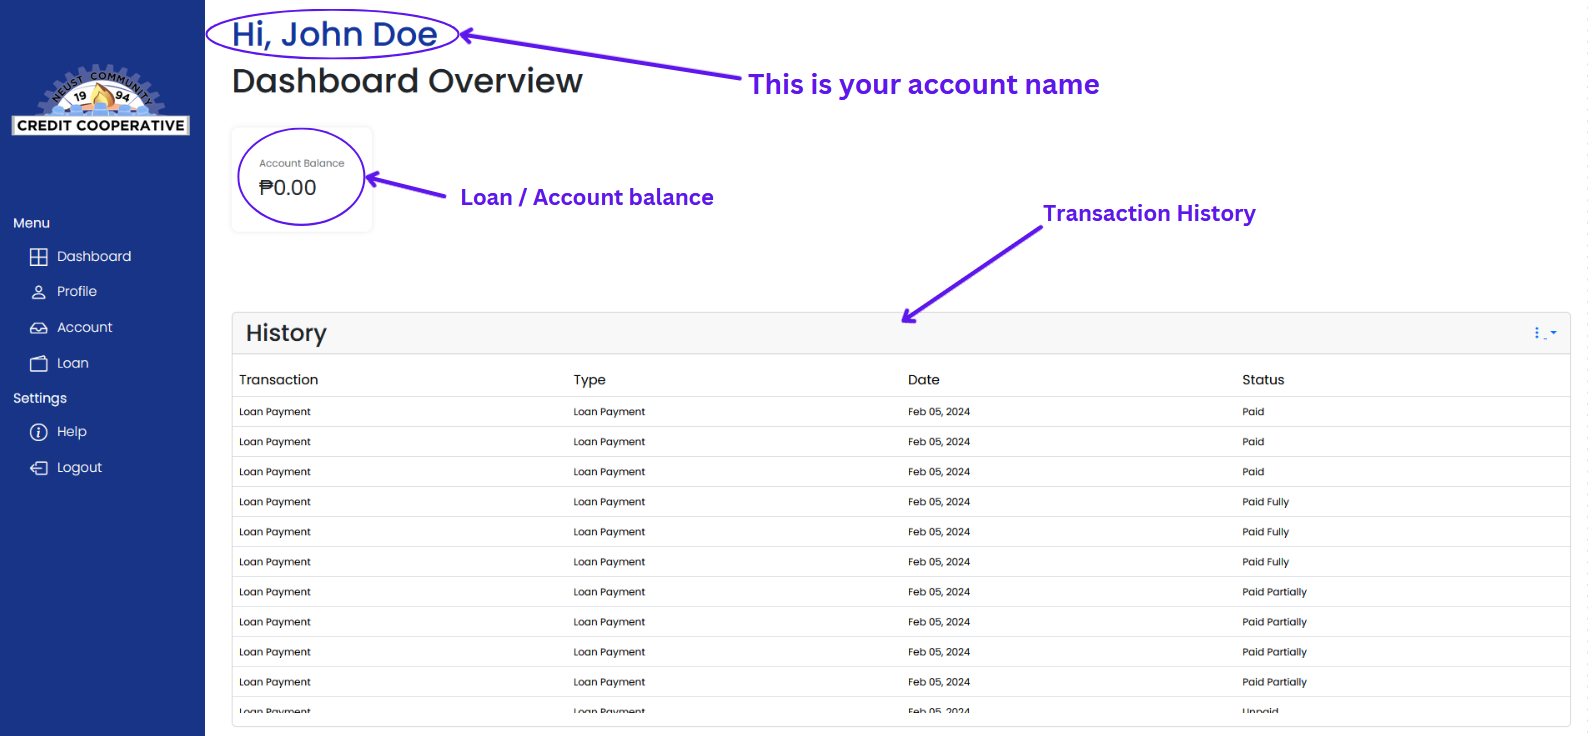 NEUST COMMUNITY
19 94
CREDIT COOPERATIVE
Menu
Dashboard
Profile
Account
Loan
Settings
Help
Logout
Hi, John Doe
This is your account name
Dashboard Overview
Account Balance
₱0.00
Loan / Account balance
Transaction History
History
Transaction Type Date Status
Loan Payment Loan Payment Feb 05, 2024 Paid
Loan Payment Loan Payment Feb 05, 2024 Paid
Loan Payment Loan Payment Feb 05, 2024 Paid
Loan Payment Loan Payment Feb 05, 2024 Paid Fully
Loan Payment Loan Payment Feb 05, 2024 Paid Fully
Loan Payment Loan Payment Feb 05, 2024 Paid Fully
Loan Payment Loan Payment Feb 05, 2024 Paid Partially
Loan Payment Loan Payment Feb 05, 2024 Paid Partially
Loan Payment Loan Payment Feb 05, 2024 Paid Partially
Loan Payment Loan Payment Feb 05, 2024 Paid Partially
Loan Payment Loan Payment Feb 05, 2024 Unpaid